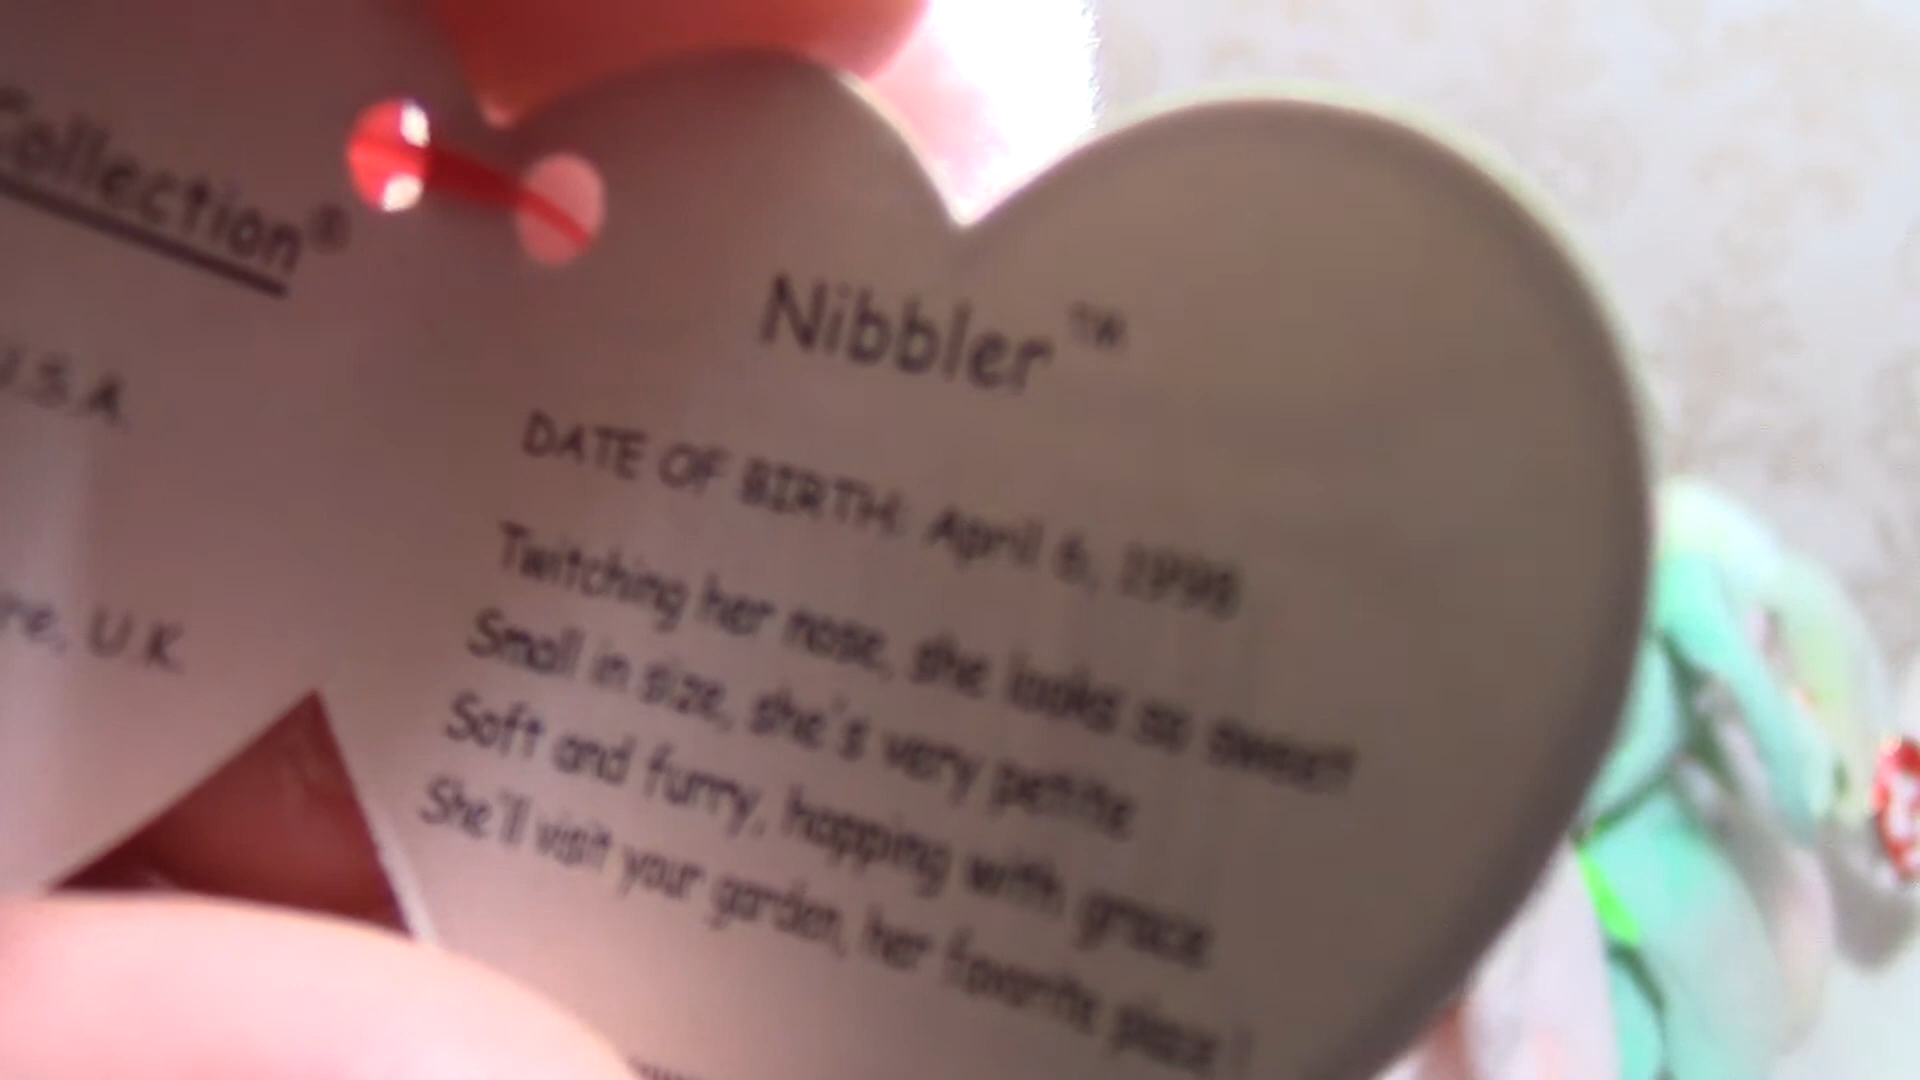 Collection®
U.S.A.
U.K.
Nibbler™
DATE OF BIRTH: April 6, 1998
Twitching her nose, she looks so sweet
Small in size, she's very petite
Soft and furry, hopping with grace
She'll visit your garden, her favorite place!
ty